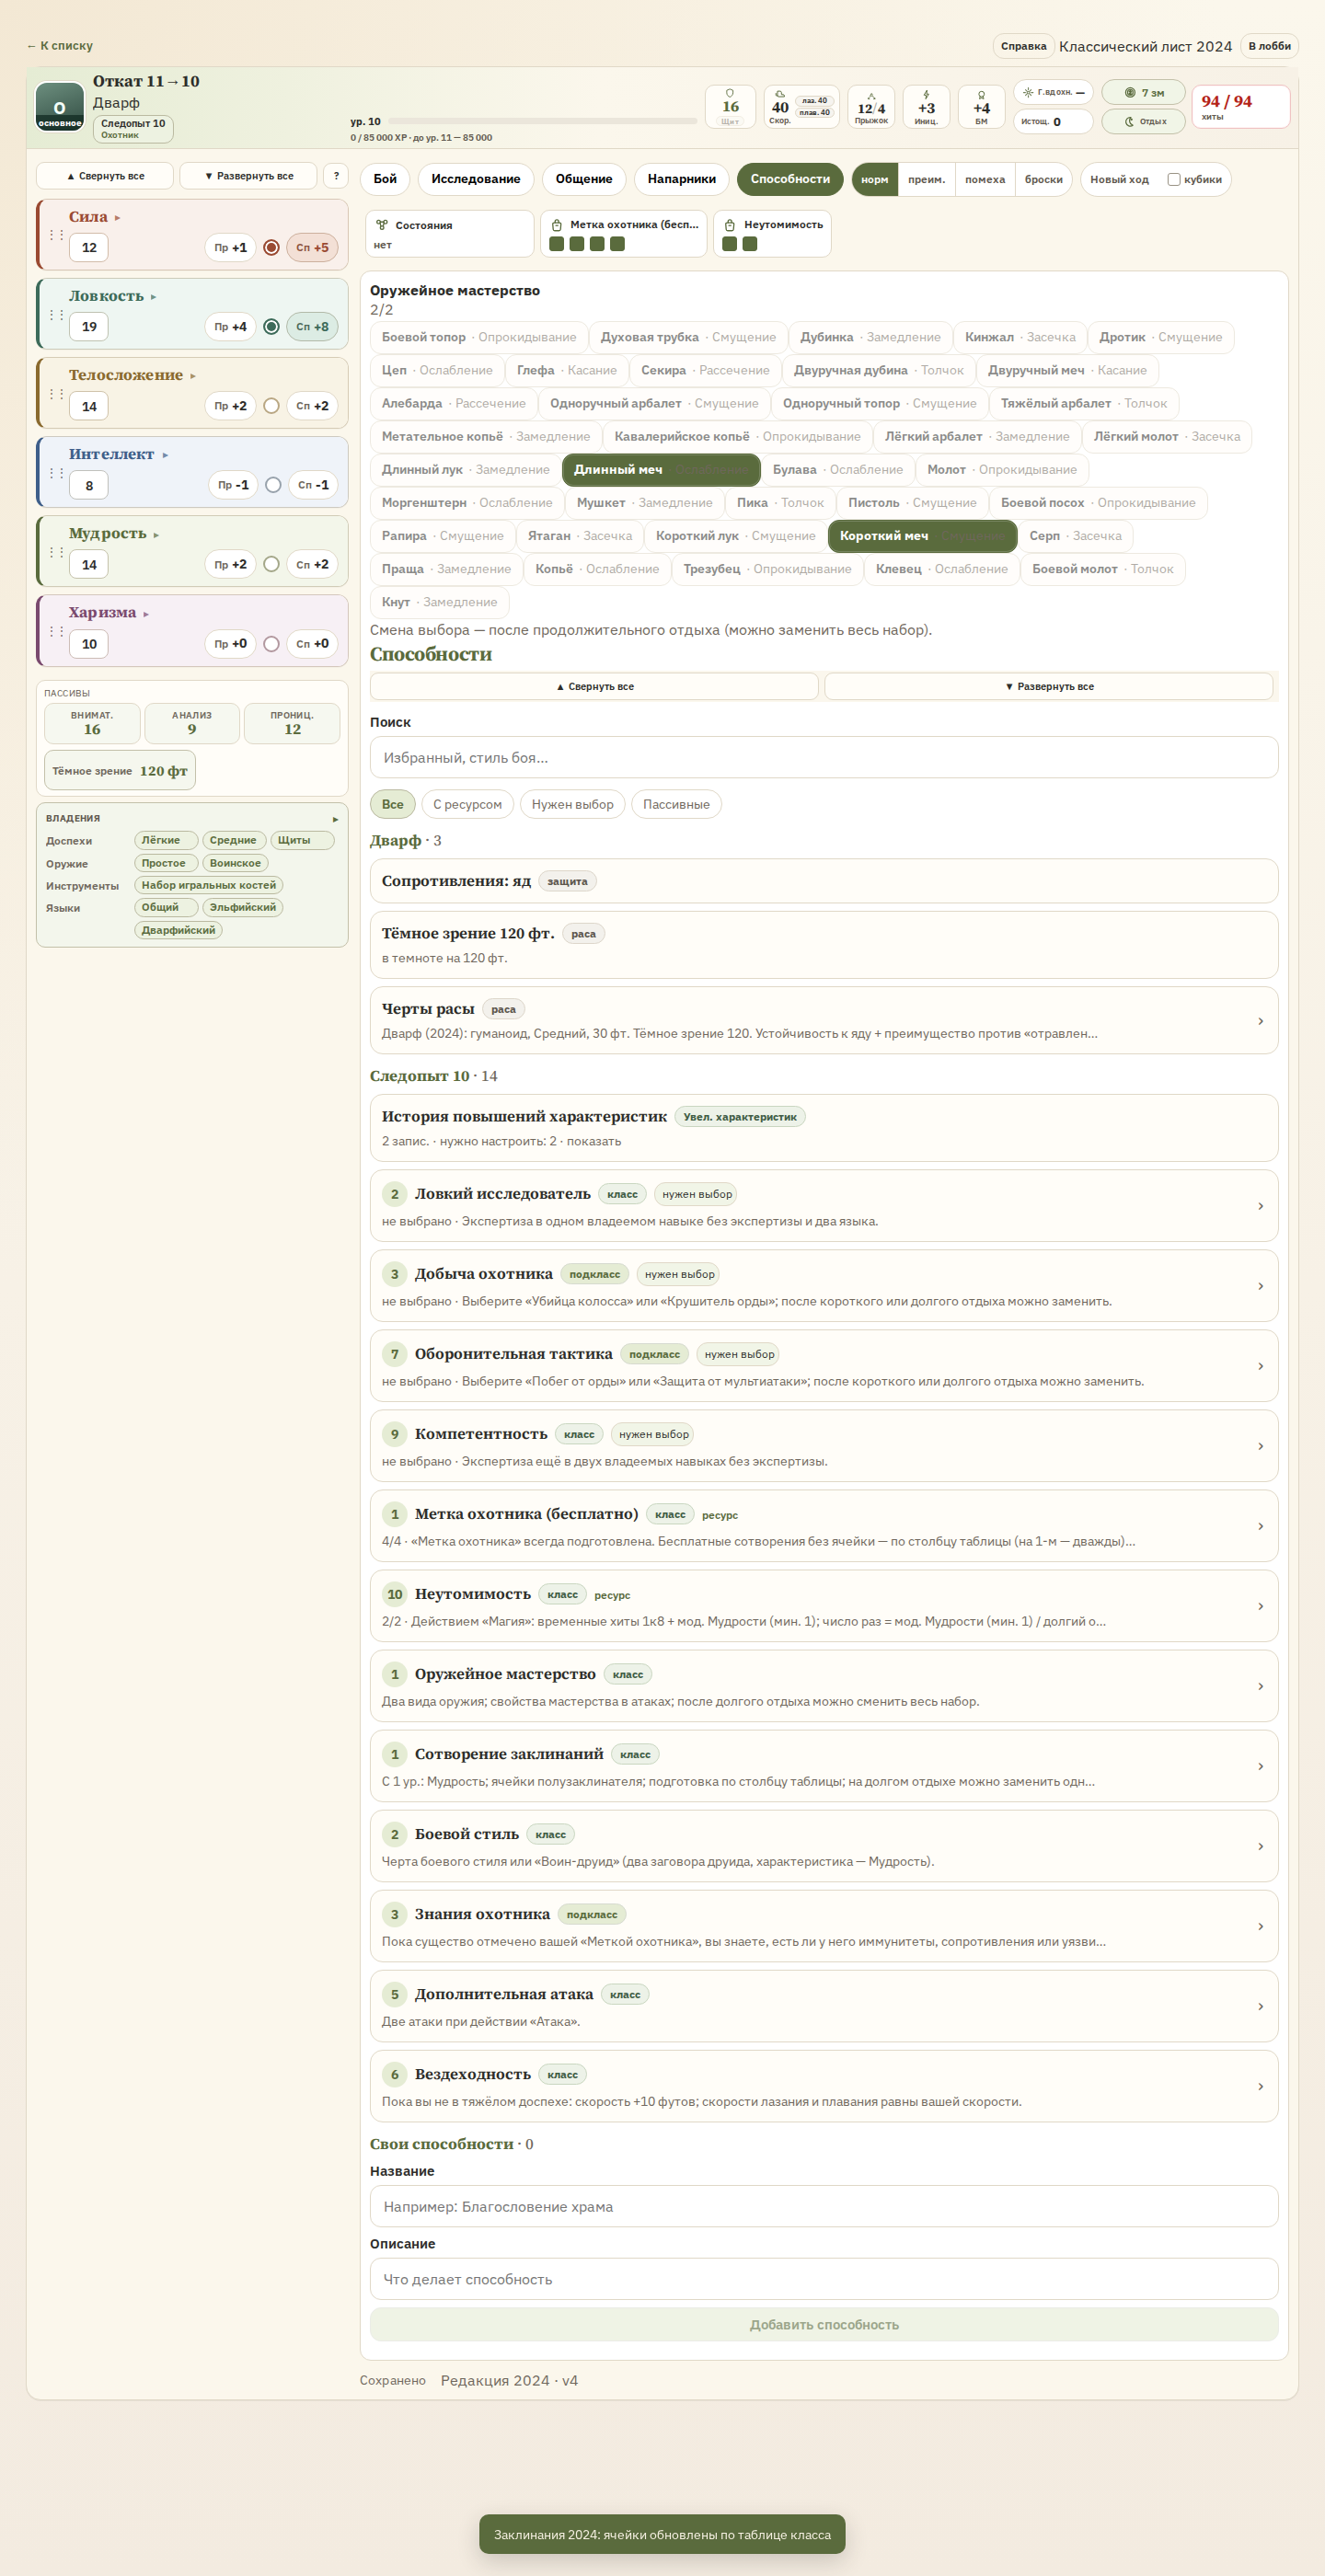 ← К списку
Справка Классический лист 2024 В лобби
О
основное
Откат 11→10
Дварф
Следопыт 10
Охотник
ур. 10
0 / 85 000 XP · до ур. 11 — 85 000
16
Щит
40
Скор.
лаз. 40
плав. 40
12/4
Прыжок
+3
Иниц.
+4
БМ
Г.вдохн. —
Истощ. 0
7 зм
Отдых
94 / 94
хиты
▲ Свернуть все ▼ Развернуть все ?
Сила ▸
12 Пр +1 Сп +5
Ловкость ▸
19 Пр +4 Сп +8
Телосложение ▸
14 Пр +2 Сп +2
Интеллект ▸
8 Пр -1 Сп -1
Мудрость ▸
14 Пр +2 Сп +2
Харизма ▸
10 Пр +0 Сп +0
ПАССИВЫ
ВНИМАТ. АНАЛИЗ ПРОНИЦ.
16 9 12
Тёмное зрение 120 фт
ВЛАДЕНИЯ ▸
Доспехи Лёгкие Средние Щиты
Оружие Простое Воинское
Инструменты Набор игральных костей
Языки Общий Эльфийский
Дварфийский
Бой Исследование Общение Напарники Способности норм преим. помеха броски Новый ход кубики
Состояния
нет
Метка охотника (бесп...
Неутомимость
Оружейное мастерство
2/2
Боевой топор · Опрокидывание Духовая трубка · Смущение Дубинка · Замедление Кинжал · Засечка Дротик · Смущение
Цеп · Ослабление Глефа · Касание Секира · Рассечение Двуручная дубина · Толчок Двуручный меч · Касание
Алебарда · Рассечение Одноручный арбалет · Смущение Одноручный топор · Смущение Тяжёлый арбалет · Толчок
Метательное копьё · Замедление Кавалерийское копьё · Опрокидывание Лёгкий арбалет · Замедление Лёгкий молот · Засечка
Длинный лук · Замедление Длинный меч Булава · Ослабление Молот · Опрокидывание
Моргенштерн · Ослабление Мушкет · Замедление Пика · Толчок Пистоль · Смущение Боевой посох · Опрокидывание
Рапира · Смущение Ятаган · Засечка Короткий лук · Смущение Короткий меч Серп · Засечка
Праща · Замедление Копьё · Ослабление Трезубец · Опрокидывание Клевец · Ослабление Боевой молот · Толчок
Кнут · Замедление
Смена выбора — после продолжительного отдыха (можно заменить весь набор).
Способности
▲ Свернуть все ▼ Развернуть все
Поиск
Избранный, стиль боя...
Все С ресурсом Нужен выбор Пассивные
Дварф · 3
Сопротивления: яд защита
Тёмное зрение 120 фт. раса
в темноте на 120 фт.
Черты расы раса
Дварф (2024): гуманоид, Средний, 30 фт. Тёмное зрение 120. Устойчивость к яду + преимущество против «отравлен...
Следопыт 10 · 14
История повышений характеристик Увел. характеристик
2 запис. · нужно настроить: 2 · показать
2 Ловкий исследователь класс нужен выбор
не выбрано · Экспертиза в одном владеемом навыке без экспертизы и два языка.
3 Добыча охотника подкласс нужен выбор
не выбрано · Выберите «Убийца колосса» или «Крушитель орды»; после короткого или долгого отдыха можно заменить.
7 Оборонительная тактика подкласс нужен выбор
не выбрано · Выберите «Побег от орды» или «Защита от мультиатаки»; после короткого или долгого отдыха можно заменить.
9 Компетентность класс нужен выбор
не выбрано · Экспертиза ещё в двух владеемых навыках без экспертизы.
1 Метка охотника (бесплатно) класс ресурс
4/4 · «Метка охотника» всегда подготовлена. Бесплатные сотворения без ячейки — по столбцу таблицы (на 1-м — дважды)...
10 Неутомимость класс ресурс
2/2 · Действием «Магия»: временные хиты 1к8 + мод. Мудрости (мин. 1); число раз = мод. Мудрости (мин. 1) / долгий о...
1 Оружейное мастерство класс
Два вида оружия; свойства мастерства в атаках; после долгого отдыха можно сменить весь набор.
1 Сотворение заклинаний класс
С 1 ур.: Мудрость; ячейки полузаклинателя; подготовка по столбцу таблицы; на долгом отдыхе можно заменить одн...
2 Боевой стиль класс
Черта боевого стиля или «Воин-друид» (два заговора друида, характеристика — Мудрость).
3 Знания охотника подкласс
Пока существо отмечено вашей «Меткой охотника», вы знаете, есть ли у него иммунитеты, сопротивления или уязви...
5 Дополнительная атака класс
Две атаки при действии «Атака».
6 Вездеходность класс
Пока вы не в тяжёлом доспехе: скорость +10 футов; скорости лазания и плавания равны вашей скорости.
Свои способности · 0
Название
Например: Благословение храма
Описание
Что делает способность
Добавить способность
Сохранено Редакция 2024 · v4
Заклинания 2024: ячейки обновлены по таблице класса